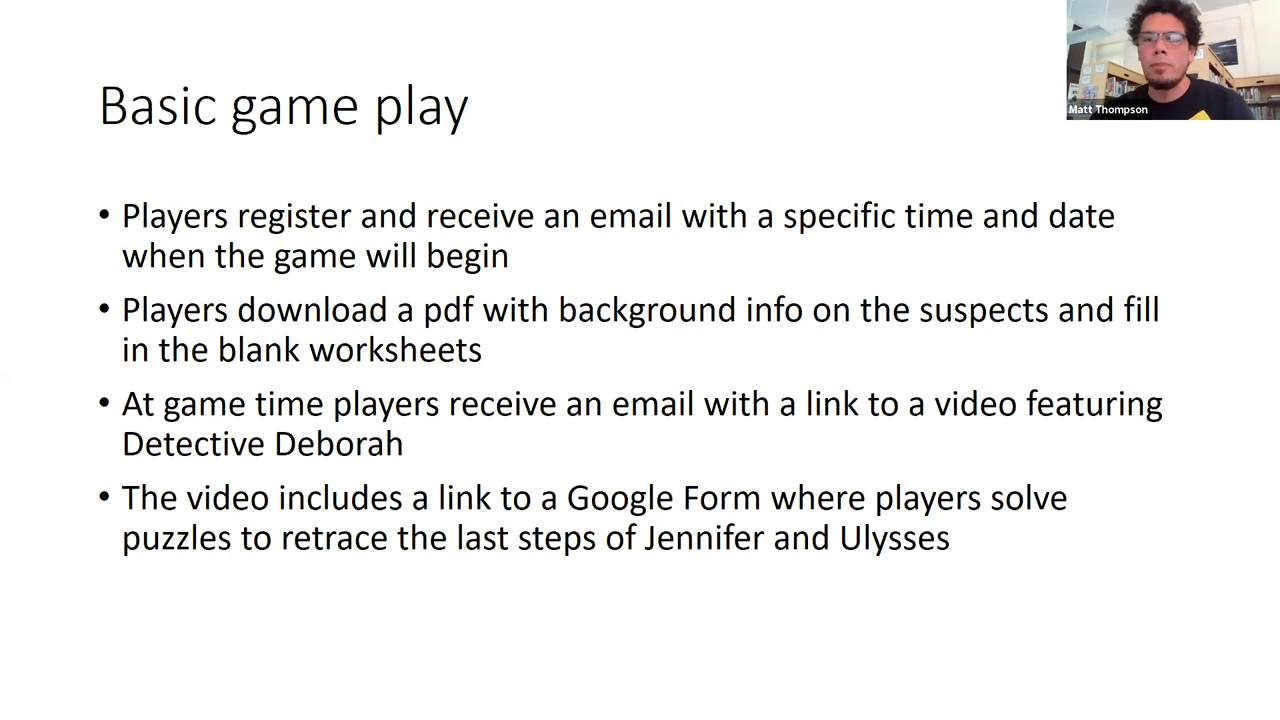 Matt Thompson
Basic game play
• Players register and receive an email with a specific time and date
when the game will begin
• Players download a pdf with background info on the suspects and fill
in the blank worksheets
• At game time players receive an email with a link to a video featuring
Detective Deborah
• The video includes a link to a Google Form where players solve
puzzles to retrace the last steps of Jennifer and Ulysses